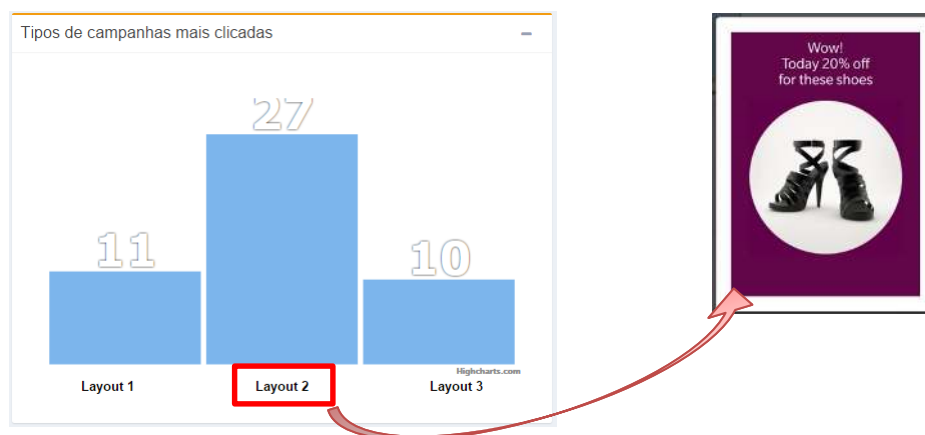 Tipos de campanhas mais clicadas
27
11
10
Highcharts.com
Layout 1
Layout 2
Layout 3
Wow!
Today 20% off
for these shoes